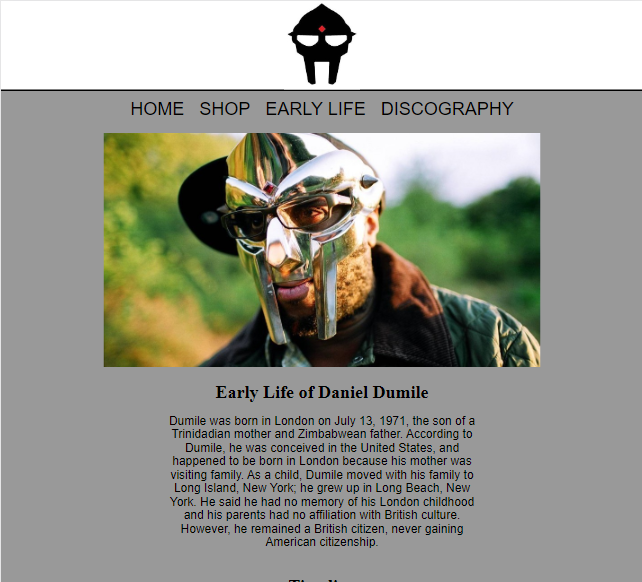 HOME SHOP EARLY LIFE DISCOGRAPHY
Early Life of Daniel Dumile
Dumile was born in London on July 13, 1971, the son of a
Trinidadian mother and Zimbabwean father. According to
Dumile, he was conceived in the United States, and
happened to be born in London because his mother was
visiting family. As a child, Dumile moved with his family to
Long Island, New York; he grew up in Long Beach, New
York. He said he had no memory of his London childhood
and his parents had no affiliation with British culture.
However, he remained a British citizen, never gaining
American citizenship.